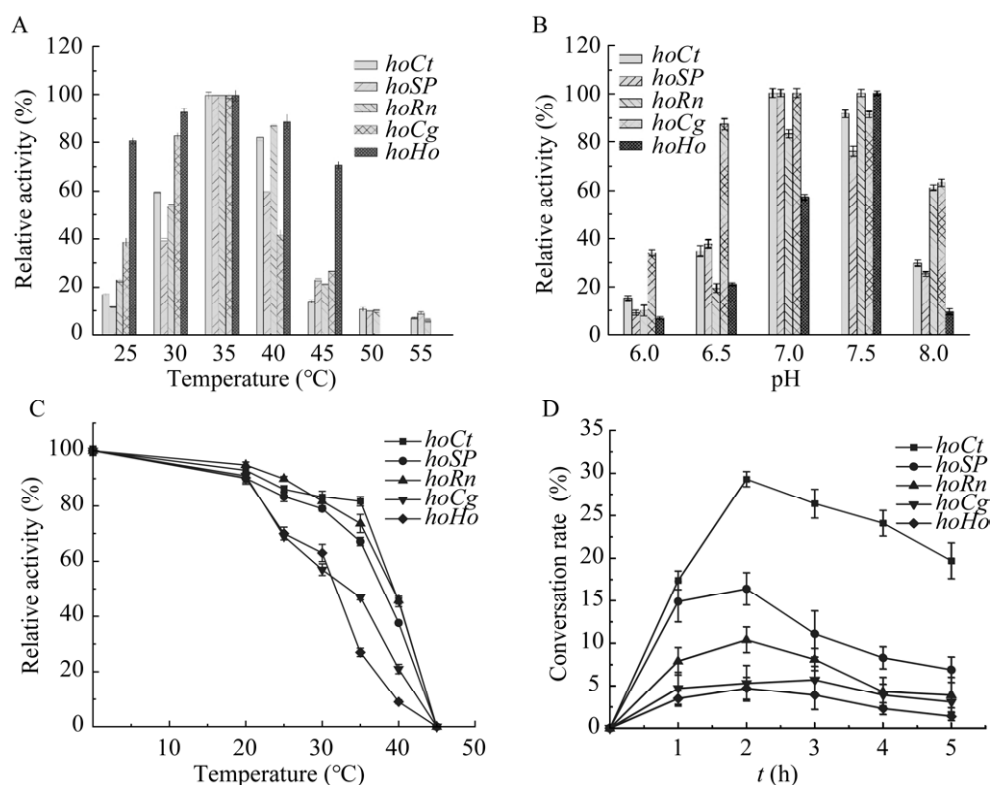 A
120
100
80
60
40
20
0
Relative activity (%)
hoCt
hoSP
hoRn
hoCg
hoHo
25 30 35 40 45 50 55
Temperature (℃)
B
120
100
80
60
40
20
0
Relative activity (%)
hoCt
hoSP
hoRn
hoCg
hoHo
6.0 6.5 7.0 7.5 8.0
pH
C
100
80
60
40
20
0
Relative activity (%)
hoCt
hoSP
hoRn
hoCg
hoHo
10 20 30 40 50
Temperature (℃)
D
35
30
25
20
15
10
5
0
Conversation rate (%)
hoCt
hoSP
hoRn
hoCg
hoHo
1 2 3 4 5
t (h)